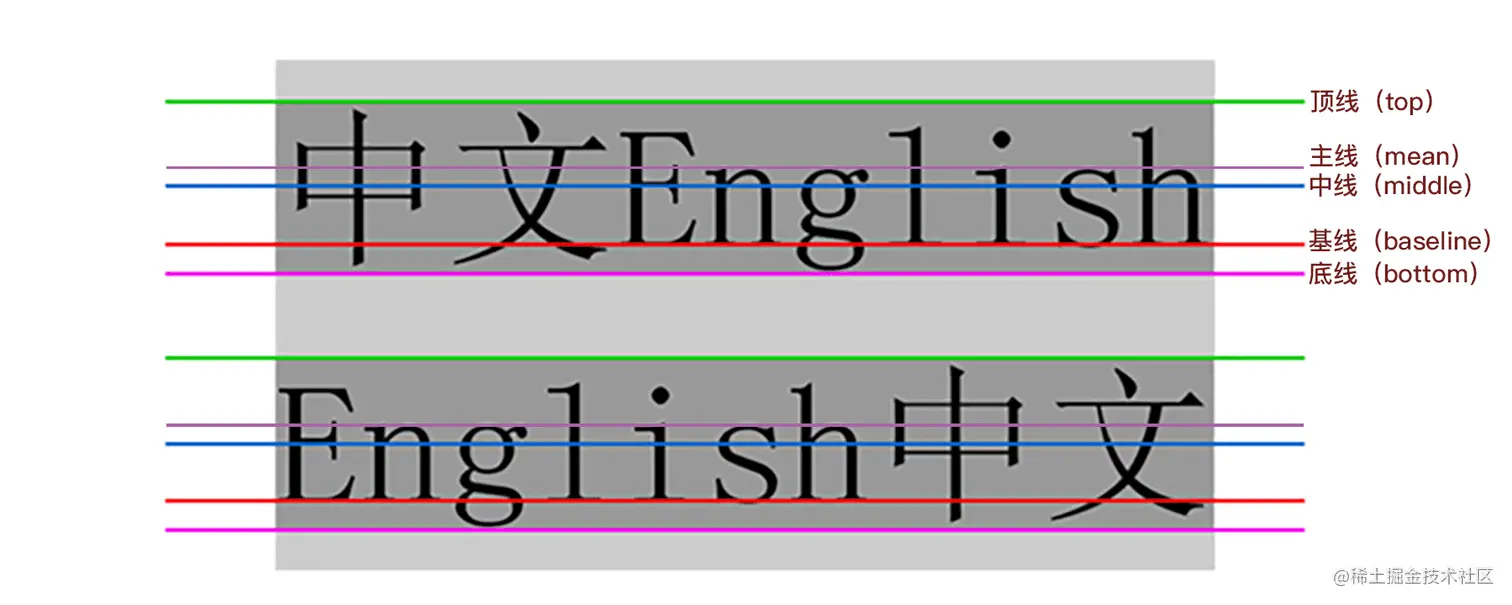 顶线（top）
中文English
主线（mean）
中线（middle）
基线（baseline）
底线（bottom）
English中文
@稀土掘金技术社区